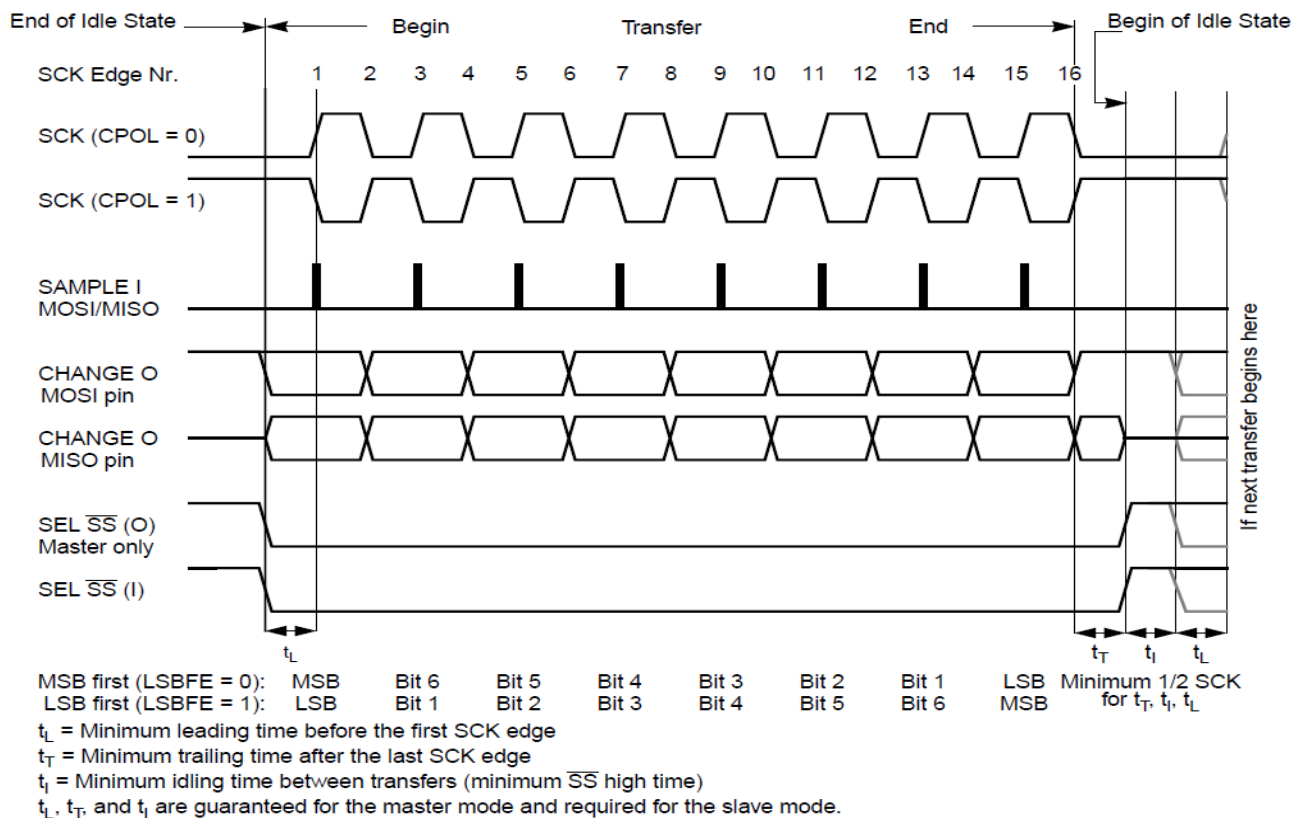 End of Idle State
Begin
Transfer
End
Begin of Idle State
SCK Edge Nr.
1 2 3 4 5 6 7 8 9 10 11 12 13 14 15 16
SCK (CPOL = 0)
SCK (CPOL = 1)
SAMPLE I
MOSI/MISO
CHANGE O
MOSI pin
CHANGE O
MISO pin
SEL S̅S̅ (O)
Master only
SEL S̅S̅ (I)
If next transfer begins here
tL
tT tI tL
MSB first (LSBFE = 0): MSB Bit 6 Bit 5 Bit 4 Bit 3 Bit 2 Bit 1 LSB
LSB first (LSBFE = 1): LSB Bit 1 Bit 2 Bit 3 Bit 4 Bit 5 Bit 6 MSB
Minimum 1/2 SCK
for tT, tI, tL
tL = Minimum leading time before the first SCK edge
tT = Minimum trailing time after the last SCK edge
tI = Minimum idling time between transfers (minimum S̅S̅ high time)
tL, tT, and tI are guaranteed for the master mode and required for the slave mode.